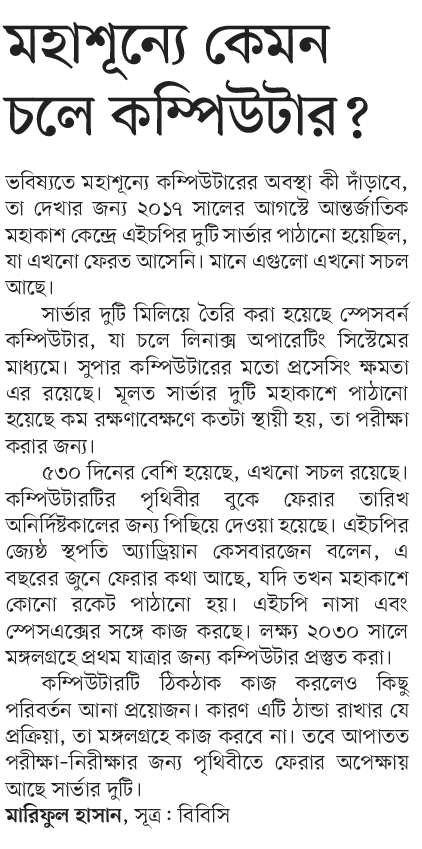 মহাশূন্যে কেমন
চলে কম্পিউটার?
ভবিষ্যতে মহাশূন্যে কম্পিউটারের অবস্থা কী দাঁড়াবে,
তা দেখার জন্য ২০১৭ সালের আগস্টে আন্তর্জাতিক
মহাকাশ কেন্দ্রে এইচপির দুটি সার্ভার পাঠানো হয়েছিল,
যা এখনো ফেরত আসেনি। মানে এগুলো এখনো সচল
আছে।
সার্ভার দুটি মিলিয়ে তৈরি করা হয়েছে স্পেসবর্ন
কম্পিউটার, যা চলে লিনাক্স অপারেটিং সিস্টেমের
মাধ্যমে। সুপার কম্পিউটারের মতো প্রসেসিং ক্ষমতা
এর রয়েছে। মূলত সার্ভার দুটি মহাকাশে পাঠানো
হয়েছে কম রক্ষণাবেক্ষণে কতটা স্থায়ী হয়, তা পরীক্ষা
করার জন্য।
৫৩০ দিনের বেশি হয়েছে, এখনো সচল রয়েছে।
কম্পিউটারটির পৃথিবীর বুকে ফেরার তারিখ
অনির্দিষ্টকালের জন্য পিছিয়ে দেওয়া হয়েছে। এইচপির
জ্যেষ্ঠ স্থপতি অ্যাড্রিয়ান কেসবারজেন বলেন, এ
বছরের জুনে ফেরার কথা আছে, যদি তখন মহাকাশে
কোনো রকেট পাঠানো হয়। এইচপি নাসা এবং
স্পেসএক্সের সঙ্গে কাজ করছে। লক্ষ্য ২০৩০ সালে
মঙ্গলগ্রহে প্রথম যাত্রার জন্য কম্পিউটার প্রস্তুত করা।
কম্পিউটারটি ঠিকঠাক কাজ করলেও কিছু
পরিবর্তন আনা প্রয়োজন। কারণ এটি ঠান্ডা রাখার যে
প্রক্রিয়া, তা মঙ্গলগ্রহে কাজ করবে না। তবে আপাতত
পরীক্ষা-নিরীক্ষার জন্য পৃথিবীতে ফেরার অপেক্ষায়
আছে সার্ভার দুটি।
মারিফুল হাসান, সূত্র : বিবিসি